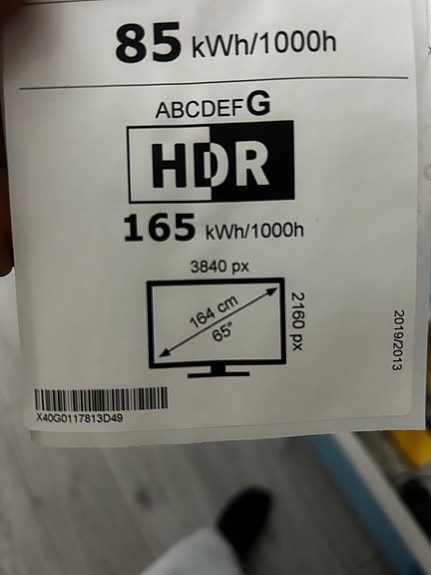 85 kWh/1000h
ABCDEFG
HDR
165 kWh/1000h
3840 px
164 cm
65"
2160 px
2019/2013
X40G0117813D49